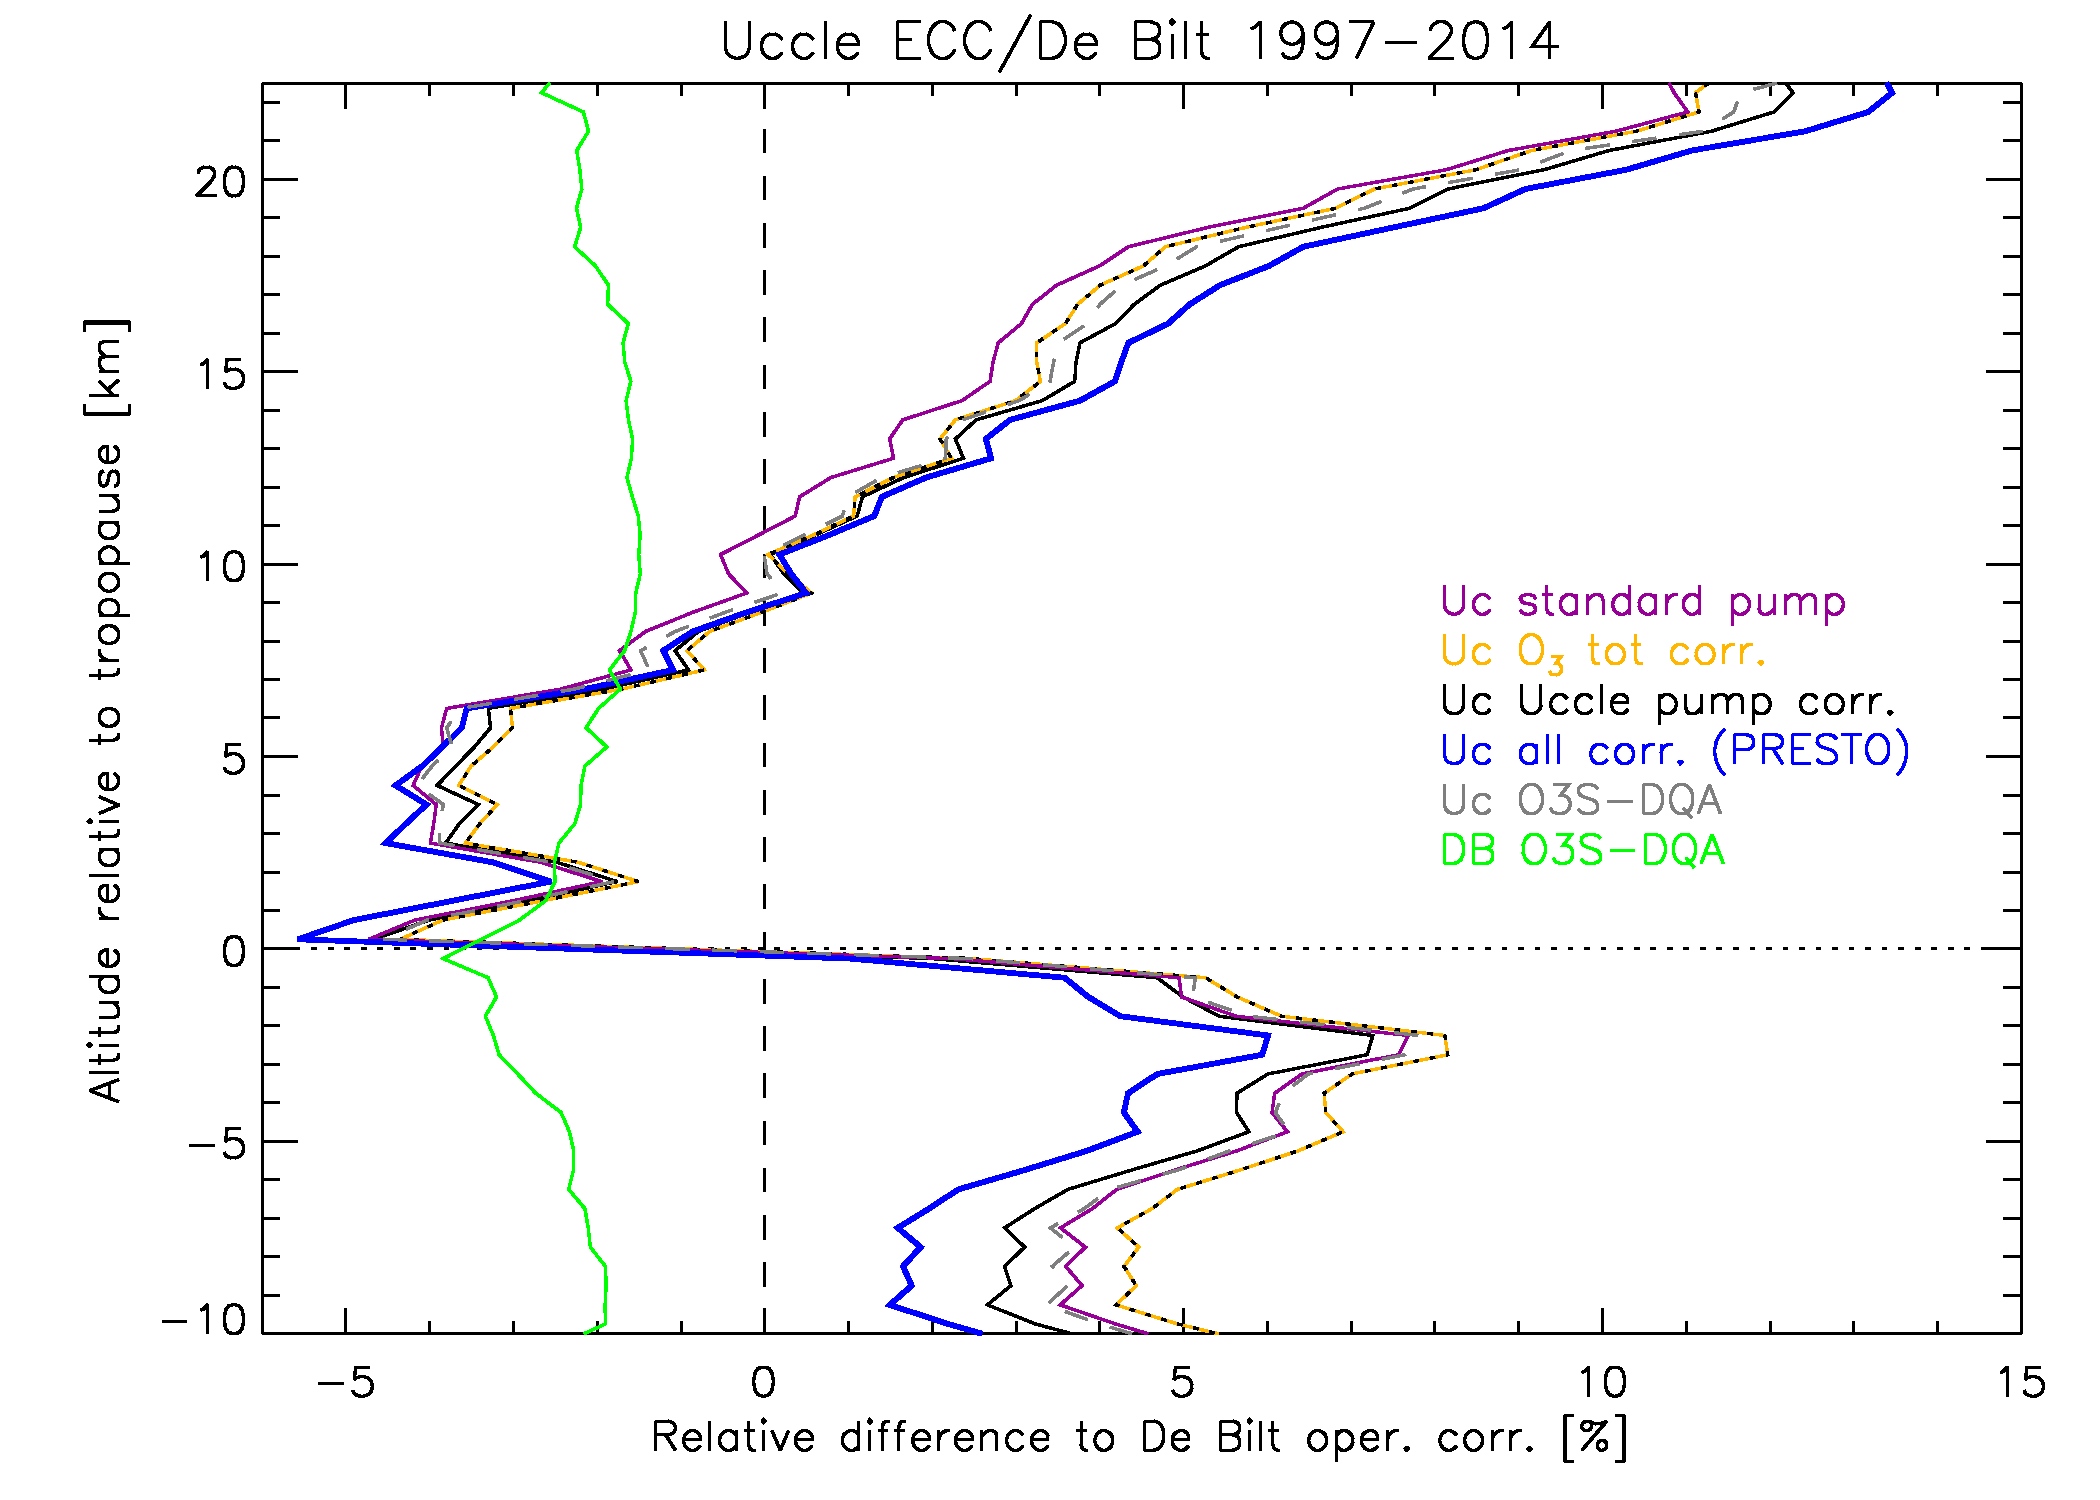 Uccle ECC/De Bilt 1997-2014
Altitude relative to tropopause [km]
20
15
10
5
0
-5
-10
Uc standard pump
Uc O₃ tot corr.
Uc Uccle pump corr.
Uc all corr. (PRESTO)
Uc O3S-DQA
DB O3S-DQA
-5 0 5 10 15
Relative difference to De Bilt oper. corr. [%]